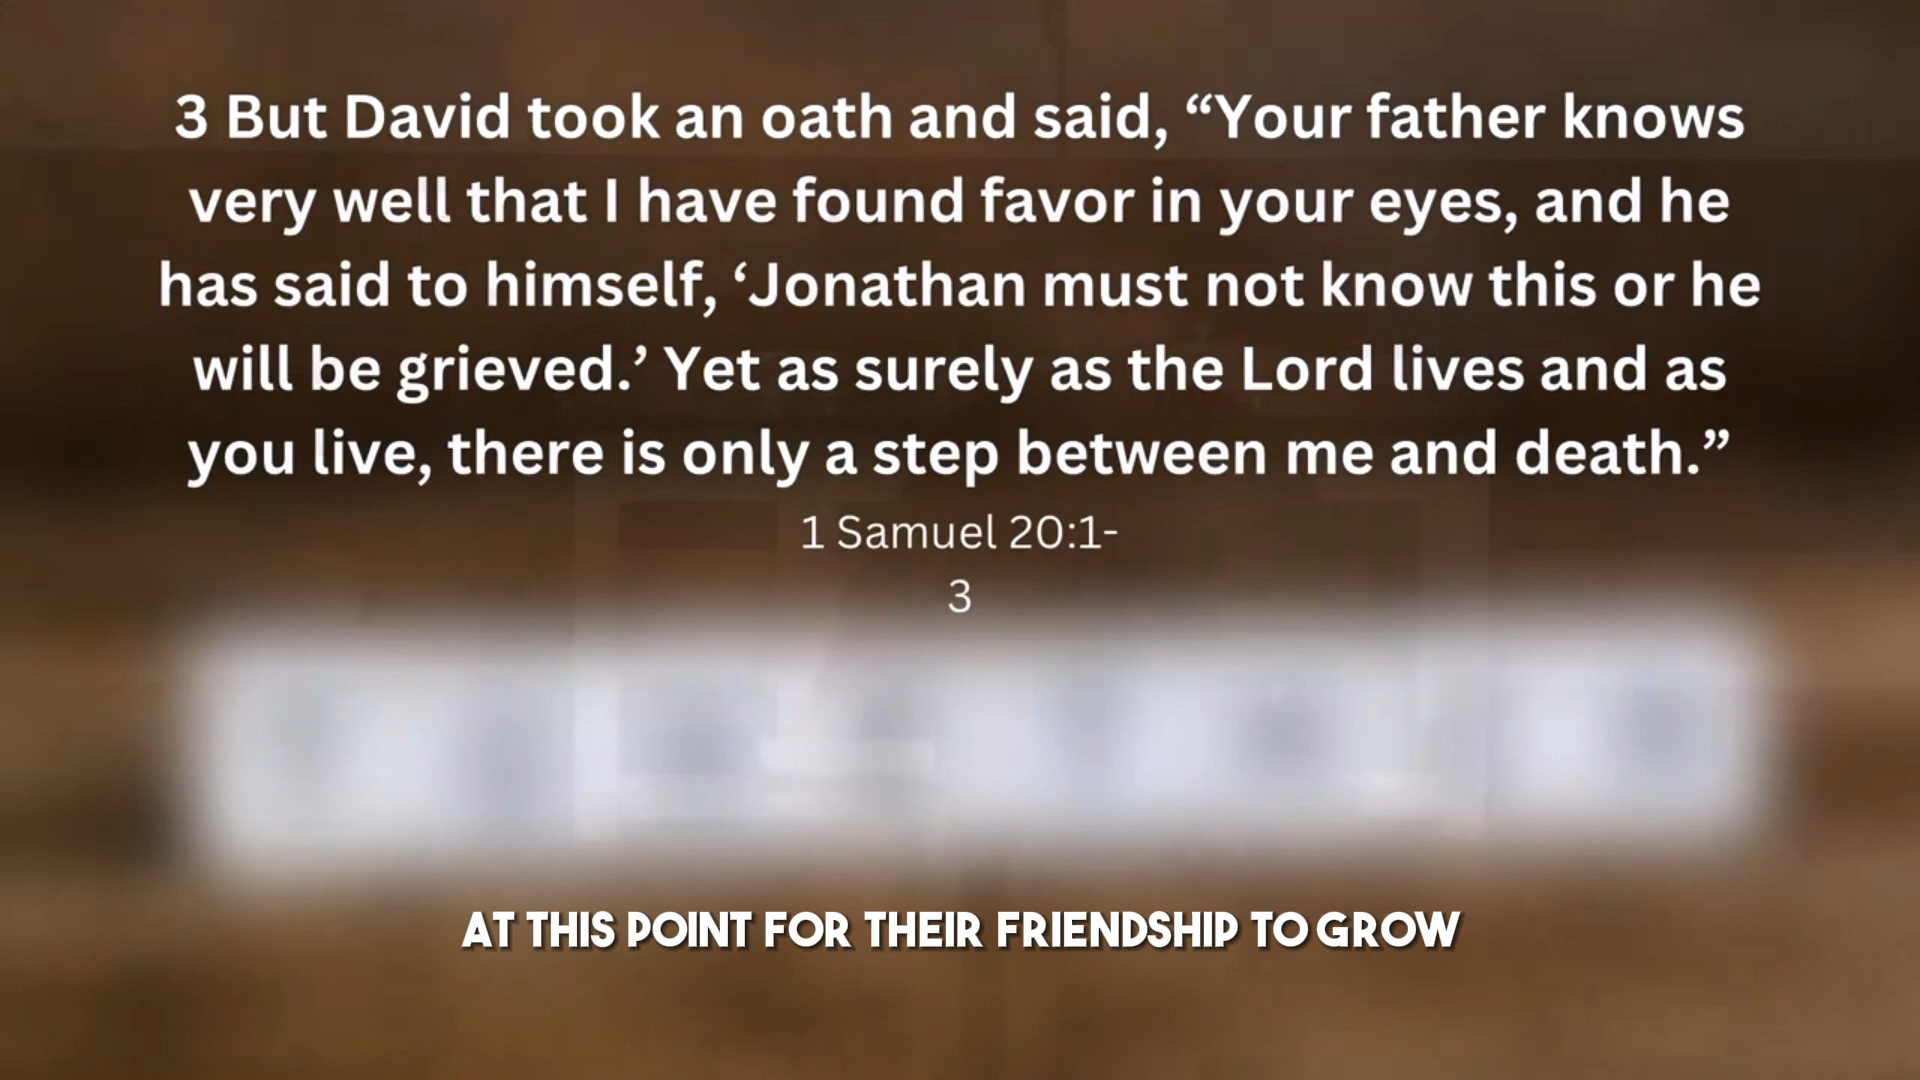 3 But David took an oath and said, “Your father knows
very well that I have found favor in your eyes, and he
has said to himself, ‘Jonathan must not know this or he
will be grieved.’ Yet as surely as the Lord lives and as
you live, there is only a step between me and death.”
1 Samuel 20:1-
3
AT THIS POINT FOR THEIR FRIENDSHIP TO GROW